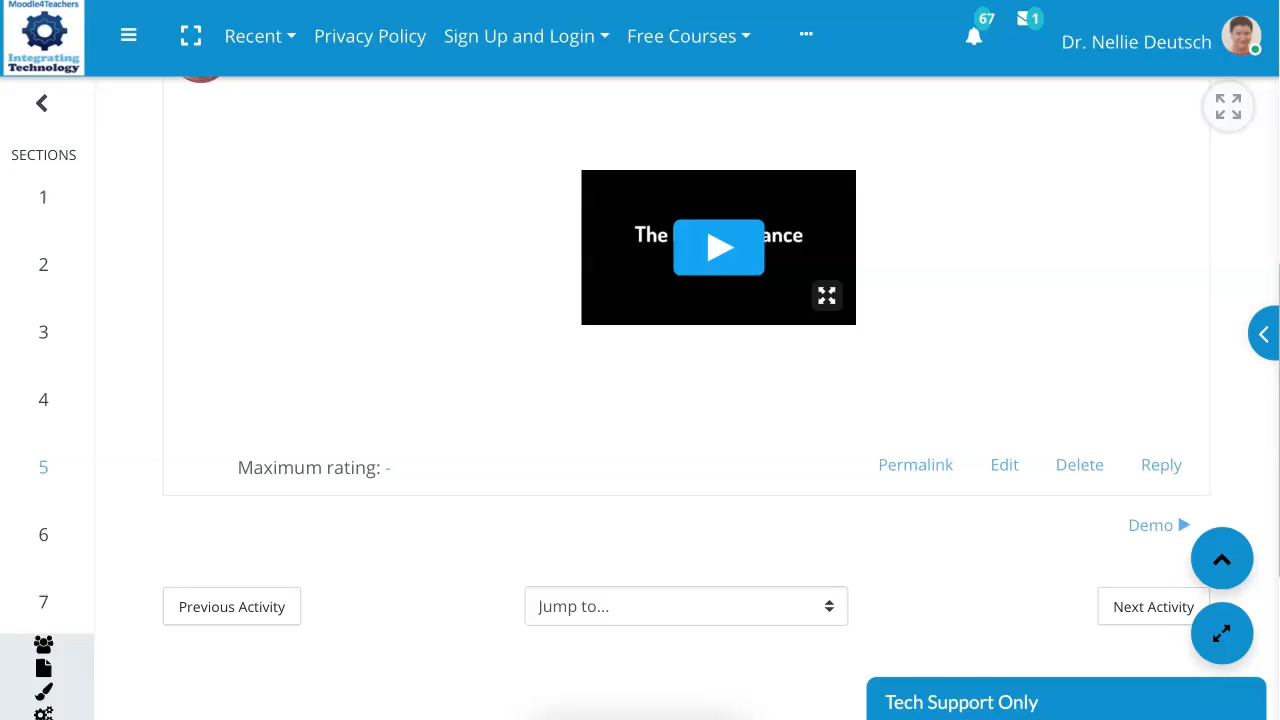 Moodle4Teachers
Integrating
Technology
Recent
Privacy Policy
Sign Up and Login
Free Courses
67
1
Dr. Nellie Deutsch
SECTIONS
1
2
3
4
5
6
7
The
ance
Maximum rating: -
Permalink
Edit
Delete
Reply
Demo
Previous Activity
Jump to...
Next Activity
Tech Support Only